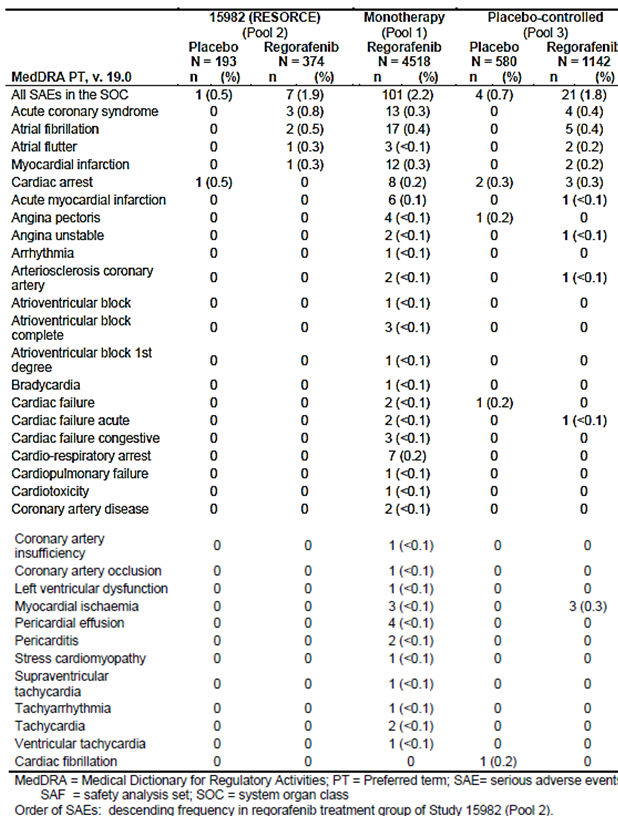 15982 (RESORCE) Monotherapy Placebo-controlled
(Pool 2) (Pool 1) (Pool 3)
Placebo Regorafenib Regorafenib Placebo Regorafenib
N = 193 N = 374 N = 4518 N = 580 N = 1142
MedDRA PT, v. 19.0 n (%) n (%) n (%) n (%) n (%)
All SAEs in the SOC 1 (0.5) 7 (1.9) 101 (2.2) 4 (0.7) 21 (1.8)
Acute coronary syndrome 0 3 (0.8) 13 (0.3) 0 4 (0.4)
Atrial fibrillation 0 2 (0.5) 17 (0.4) 0 5 (0.4)
Atrial flutter 0 1 (0.3) 3 (<0.1) 0 2 (0.2)
Myocardial infarction 0 1 (0.3) 12 (0.3) 0 2 (0.2)
Cardiac arrest 1 (0.5) 0 8 (0.2) 2 (0.3) 3 (0.3)
Acute myocardial infarction 0 0 6 (0.1) 0 1 (<0.1)
Angina pectoris 0 0 4 (<0.1) 1 (0.2) 0
Angina unstable 0 0 2 (<0.1) 0 1 (<0.1)
Arrhythmia 0 0 1 (<0.1) 0 0
Arteriosclerosis coronary
artery 0 0 2 (<0.1) 0 1 (<0.1)
Atrioventricular block 0 0 1 (<0.1) 0 0
Atrioventricular block
complete 0 0 3 (<0.1) 0 0
Atrioventricular block 1st
degree 0 0 1 (<0.1) 0 0
Bradycardia 0 0 1 (<0.1) 0 0
Cardiac failure 0 0 2 (<0.1) 1 (0.2) 0
Cardiac failure acute 0 0 2 (<0.1) 0 1 (<0.1)
Cardiac failure congestive 0 0 3 (<0.1) 0 0
Cardio-respiratory arrest 0 0 7 (0.2) 0 0
Cardiopulmonary failure 0 0 1 (<0.1) 0 0
Cardiotoxicity 0 0 1 (<0.1) 0 0
Coronary artery disease 0 0 2 (<0.1) 0 0
Coronary artery
insufficiency 0 0 1 (<0.1) 0 0
Coronary artery occlusion 0 0 1 (<0.1) 0 0
Left ventricular dysfunction 0 0 1 (<0.1) 0 0
Myocardial ischaemia 0 0 3 (<0.1) 0 3 (0.3)
Pericardial effusion 0 0 4 (<0.1) 0 0
Pericarditis 0 0 2 (<0.1) 0 0
Stress cardiomyopathy 0 0 1 (<0.1) 0 0
Supraventricular
tachycardia 0 0 1 (<0.1) 0 0
Tachyarrhythmia 0 0 1 (<0.1) 0 0
Tachycardia 0 0 2 (<0.1) 0 0
Ventricular tachycardia 0 0 1 (<0.1) 0 0
Cardiac fibrillation 0 0 0 1 (0.2) 0
MedDRA = Medical Dictionary for Regulatory Activities; PT = Preferred term; SAE= serious adverse events
SAF = safety analysis set; SOC = system organ class
Order of SAEs: descending frequency in regorafenib treatment group of Study 15982 (Pool 2).